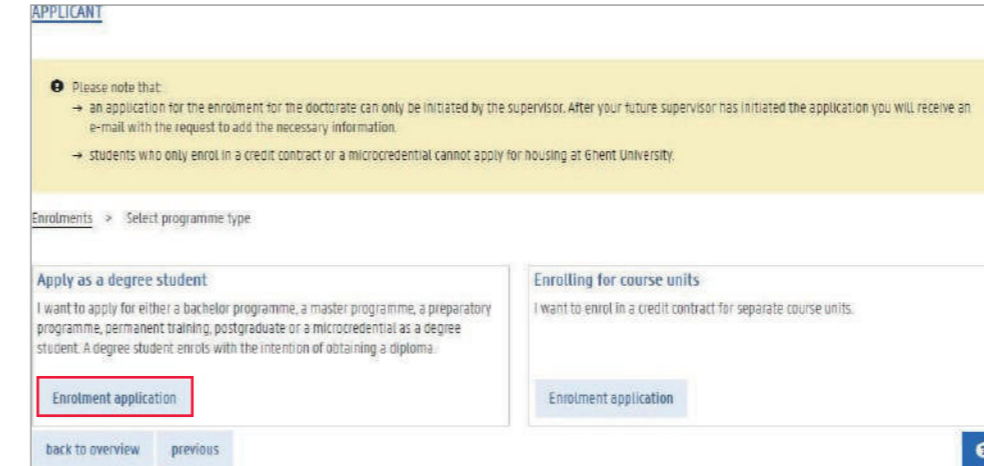 APPLICANT
Please note that:
→ an application for the enrolment for the doctorate can only be initiated by the supervisor. After your future supervisor has initiated the application you will receive an
e-mail with the request to add the necessary information.
→ students who only enrol in a credit contract or a microcredential cannot apply for housing at Ghent University.
Enrolments > Select programme type
Apply as a degree student
I want to apply for either a bachelor programme, a master programme, a preparatory
programme, permanent training, postgraduate or a microcredential as a degree
student. A degree student enrols with the intention of obtaining a diploma.
Enrolment application
Enrolling for course units
I want to enrol in a credit contract for separate course units.
Enrolment application
back to overview previous